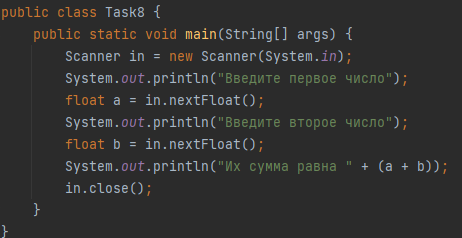 public class Task8 {
public static void main(String[] args) {
Scanner in = new Scanner(System.in);
System.out.println("Введите первое число");
float a = in.nextFloat();
System.out.println("Введите второе число");
float b = in.nextFloat();
System.out.println("Их сумма равна " + (a + b));
in.close();
}
}